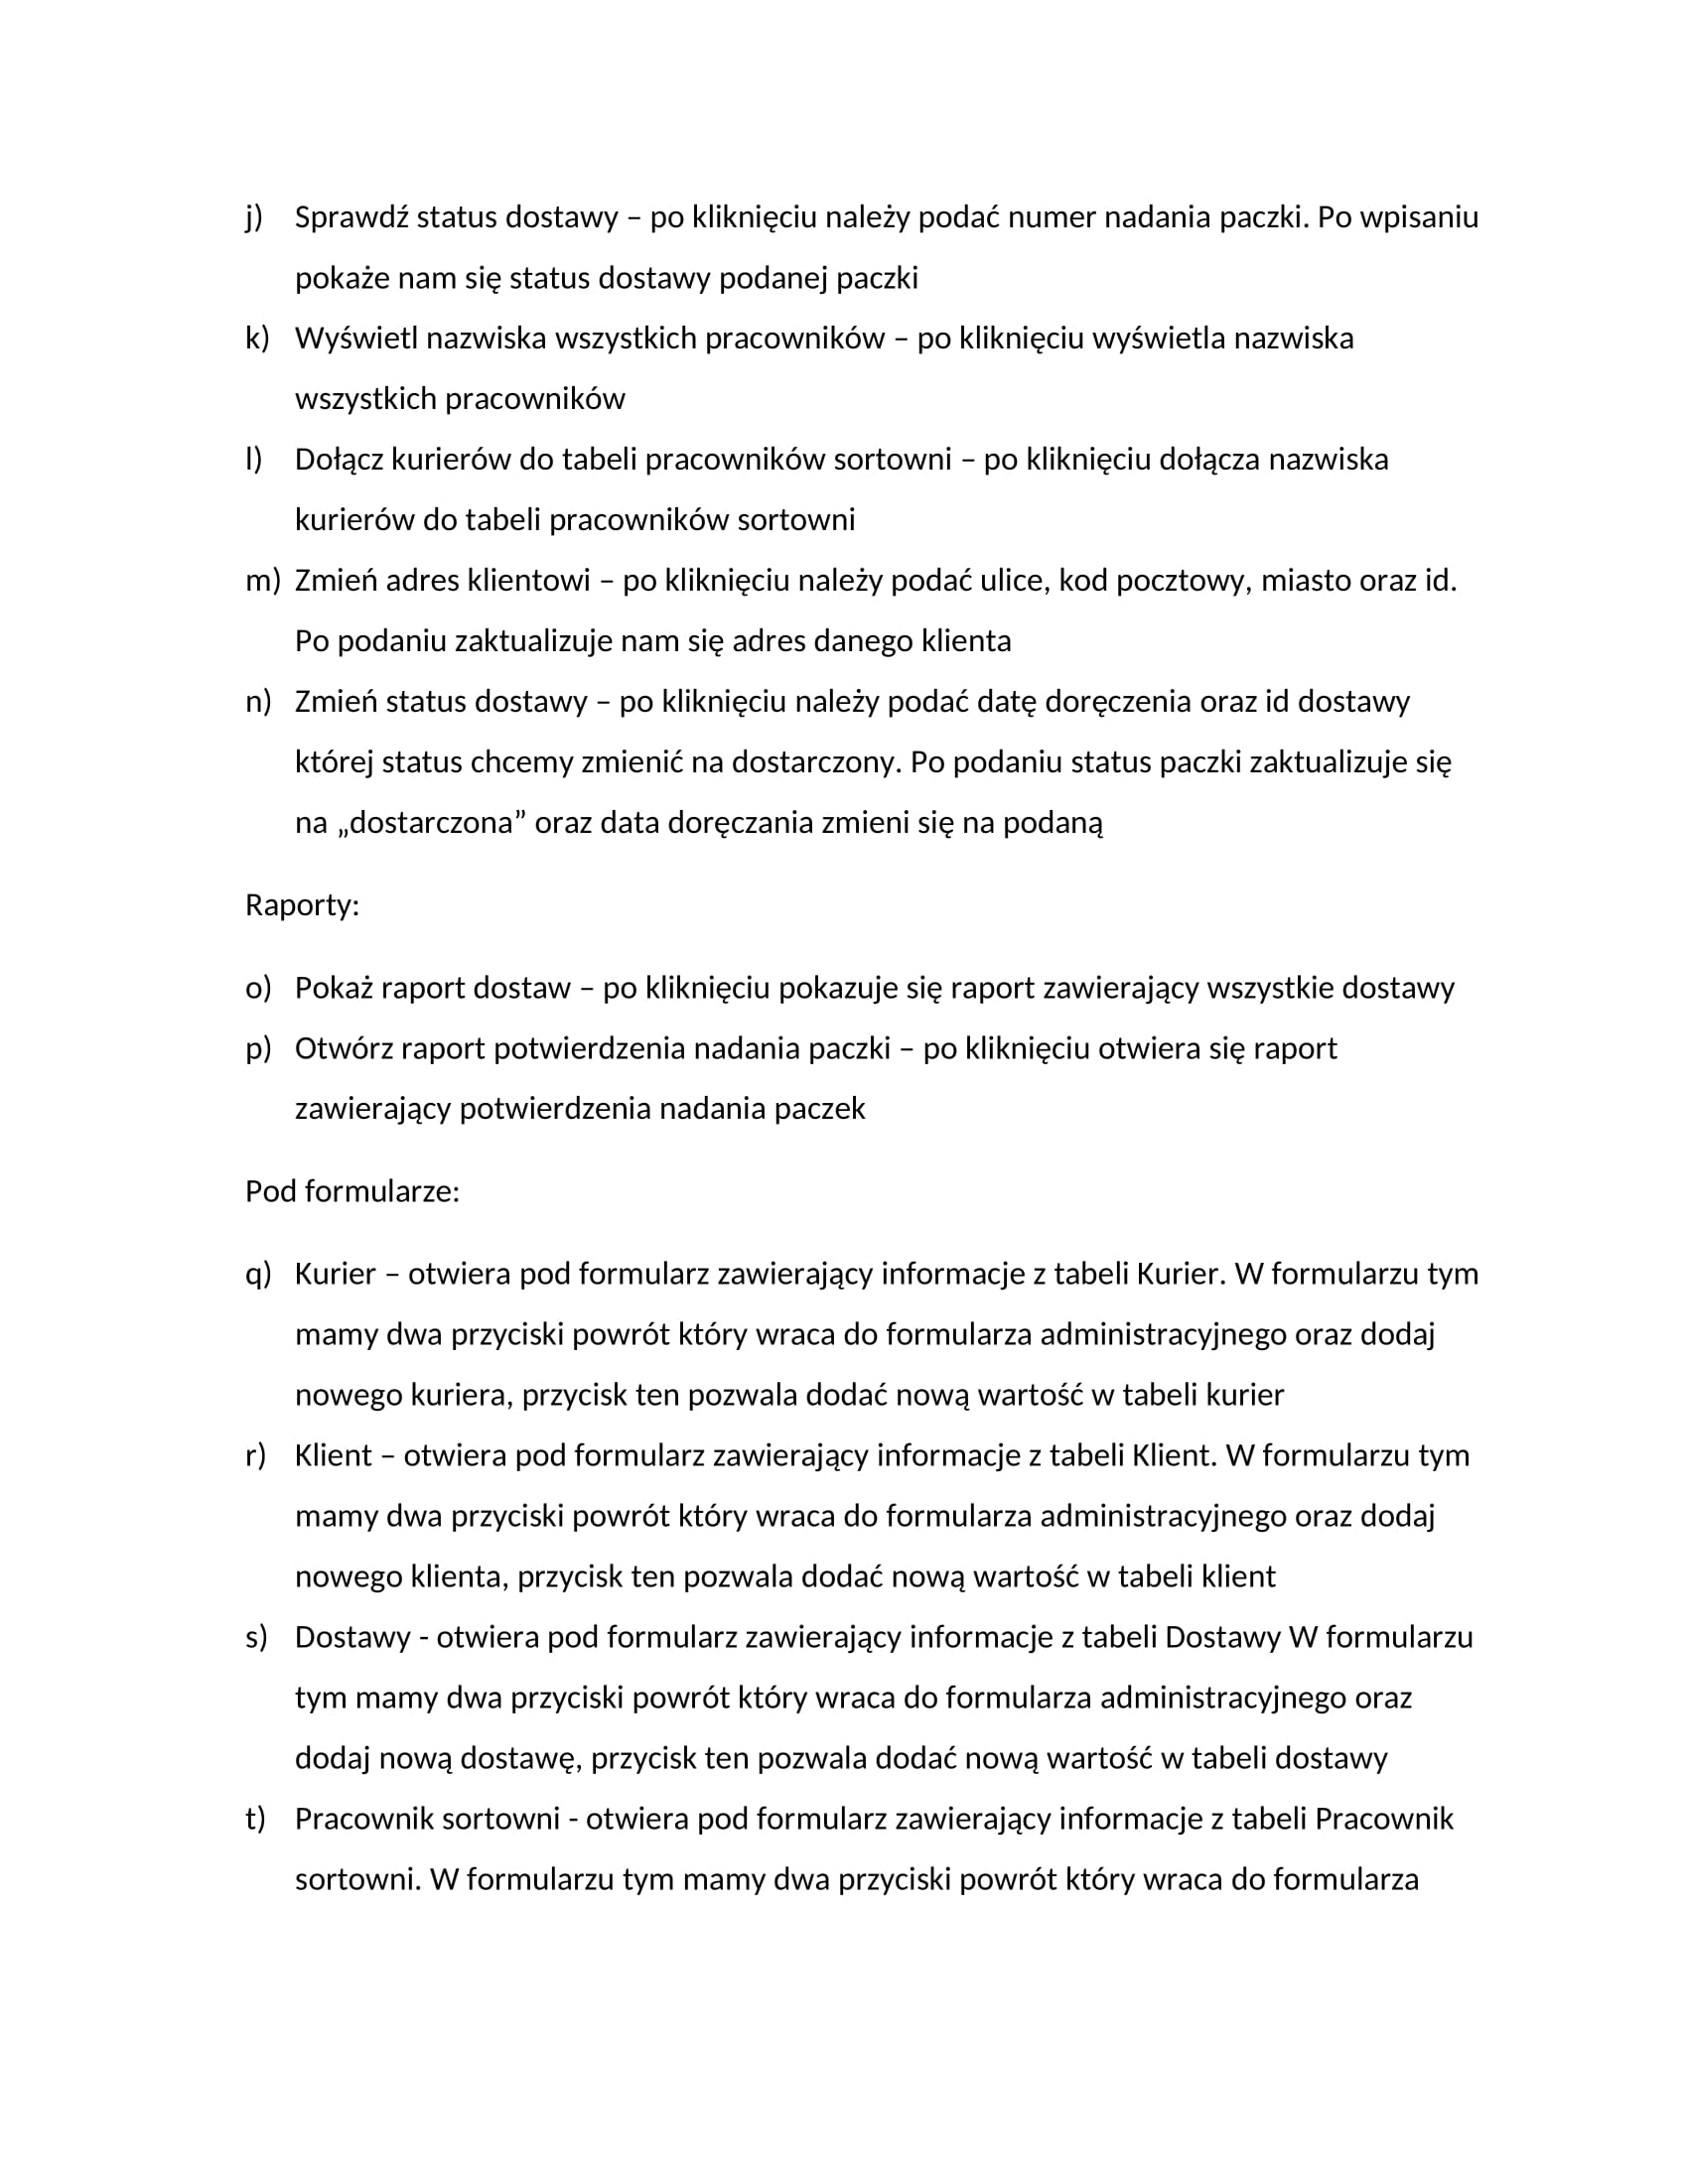 j) Sprawdź status dostawy – po kliknięciu należy podać numer nadania paczki. Po wpisaniu
pokaże nam się status dostawy podanej paczki
k) Wyświetl nazwiska wszystkich pracowników – po kliknięciu wyświetla nazwiska
wszystkich pracowników
l) Dołącz kurierów do tabeli pracowników sortowni – po kliknięciu dołącza nazwiska
kurierów do tabeli pracowników sortowni
m) Zmień adres klientowi – po kliknięciu należy podać ulice, kod pocztowy, miasto oraz id.
Po podaniu zaktualizuje nam się adres danego klienta
n) Zmień status dostawy – po kliknięciu należy podać datę doręczenia oraz id dostawy
której status chcemy zmienić na dostarczony. Po podaniu status paczki zaktualizuje się
na „dostarczona” oraz data doręczania zmieni się na podaną
Raporty:
o) Pokaż raport dostaw – po kliknięciu pokazuje się raport zawierający wszystkie dostawy
p) Otwórz raport potwierdzenia nadania paczki – po kliknięciu otwiera się raport
zawierający potwierdzenia nadania paczek
Pod formularze:
q) Kurier – otwiera pod formularz zawierający informacje z tabeli Kurier. W formularzu tym
mamy dwa przyciski powrót który wraca do formularza administracyjnego oraz dodaj
nowego kuriera, przycisk ten pozwala dodać nową wartość w tabeli kurier
r) Klient – otwiera pod formularz zawierający informacje z tabeli Klient. W formularzu tym
mamy dwa przyciski powrót który wraca do formularza administracyjnego oraz dodaj
nowego klienta, przycisk ten pozwala dodać nową wartość w tabeli klient
s) Dostawy - otwiera pod formularz zawierający informacje z tabeli Dostawy W formularzu
tym mamy dwa przyciski powrót który wraca do formularza administracyjnego oraz
dodaj nową dostawę, przycisk ten pozwala dodać nową wartość w tabeli dostawy
t) Pracownik sortowni - otwiera pod formularz zawierający informacje z tabeli Pracownik
sortowni. W formularzu tym mamy dwa przyciski powrót który wraca do formularza